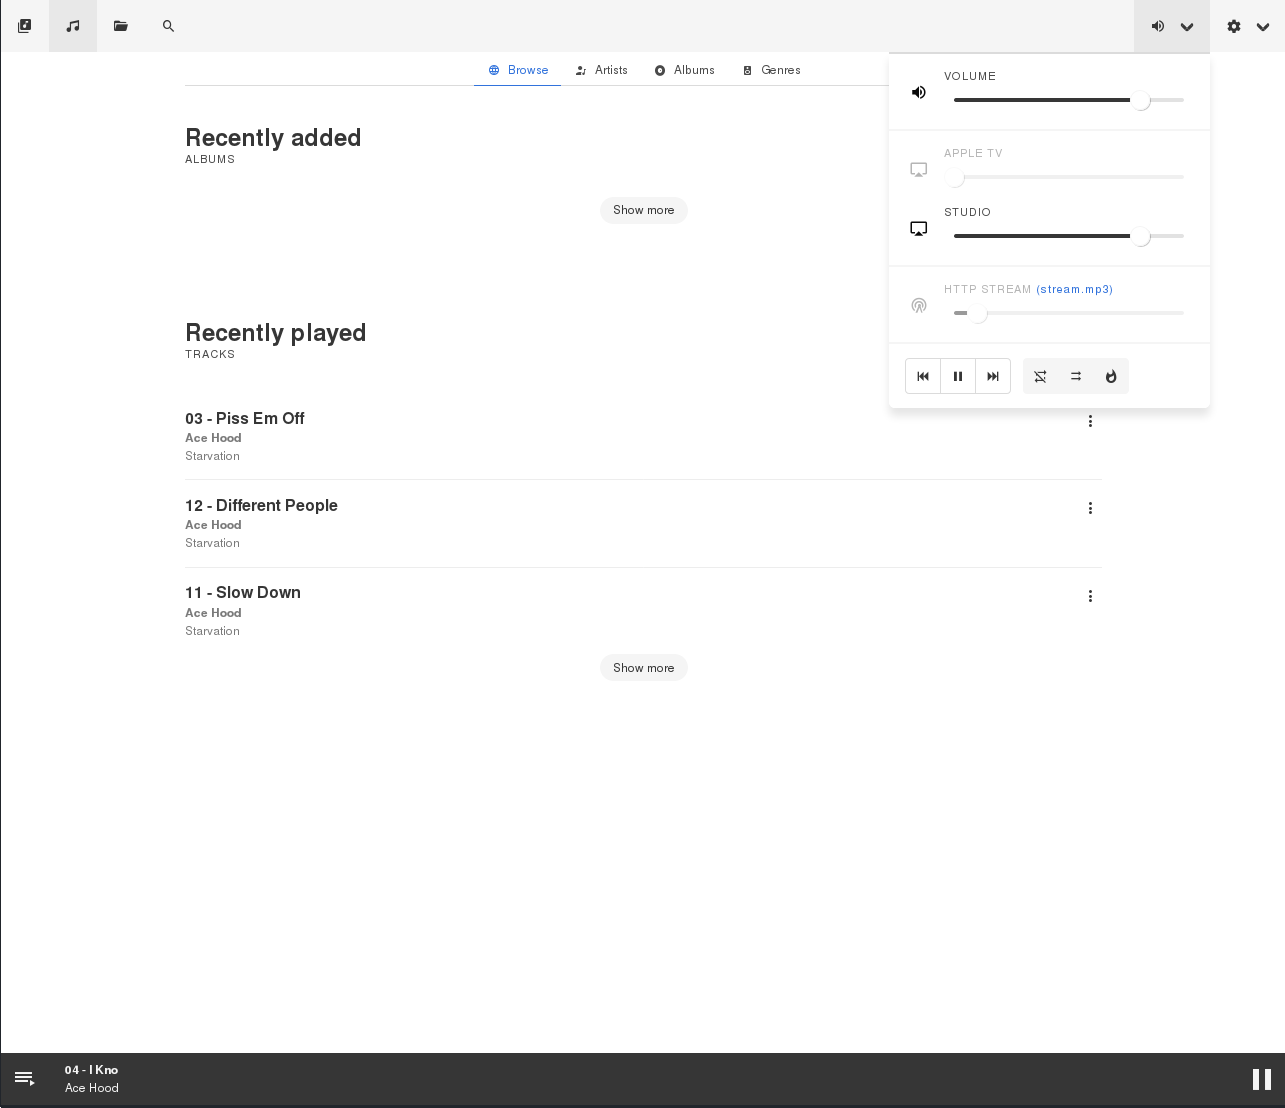 Browse Artists Albums Genres
VOLUME
APPLE TV
STUDIO
HTTP STREAM (stream.mp3)
Recently added
ALBUMS
Show more
Recently played
TRACKS
03 - Piss Em Off
Ace Hood
Starvation
12 - Different People
Ace Hood
Starvation
11 - Slow Down
Ace Hood
Starvation
Show more
04 - I Kno
Ace Hood